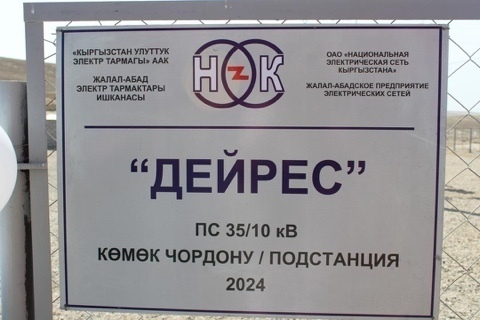 «КЫРГЫЗСТАН УЛУТТУК
ЭЛЕКТР ТАРМАГЫ» ААК
ЖАЛАЛ-АБАД
ЭЛЕКТР ТАРМАКТАРЫ
ИШКАНАСЫ
НЭК
ОАО «НАЦИОНАЛЬНАЯ
ЭЛЕКТРИЧЕСКАЯ СЕТЬ
КЫРГЫЗСТАНА»
ЖАЛАЛ-АБАДСКОЕ ПРЕДПРИЯТИЕ
ЭЛЕКТРИЧЕСКИХ СЕТЕЙ
“ДЕЙРЕС”
ПС 35/10 кВ
КӨМӨК ЧОРДОНУ / ПОДСТАНЦИЯ
2024